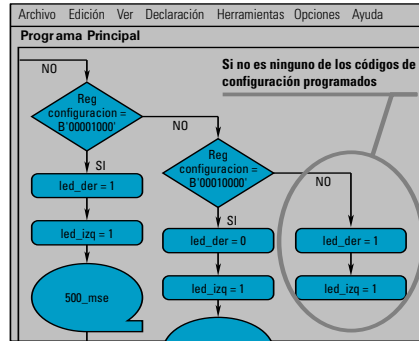 Archivo Edición Ver Declaración Herramientas Opciones Ayuda
Programa Principal
NO
Si no es ninguno de los códigos de
configuración programados
Reg
configuracion =
B'00001000'
NO
SI
Reg
configuracion =
B'00010000'
NO
led_der = 1
SI
led_izq = 1
led_der = 0
led_der = 1
500_mse
led_izq = 1
led_izq = 1